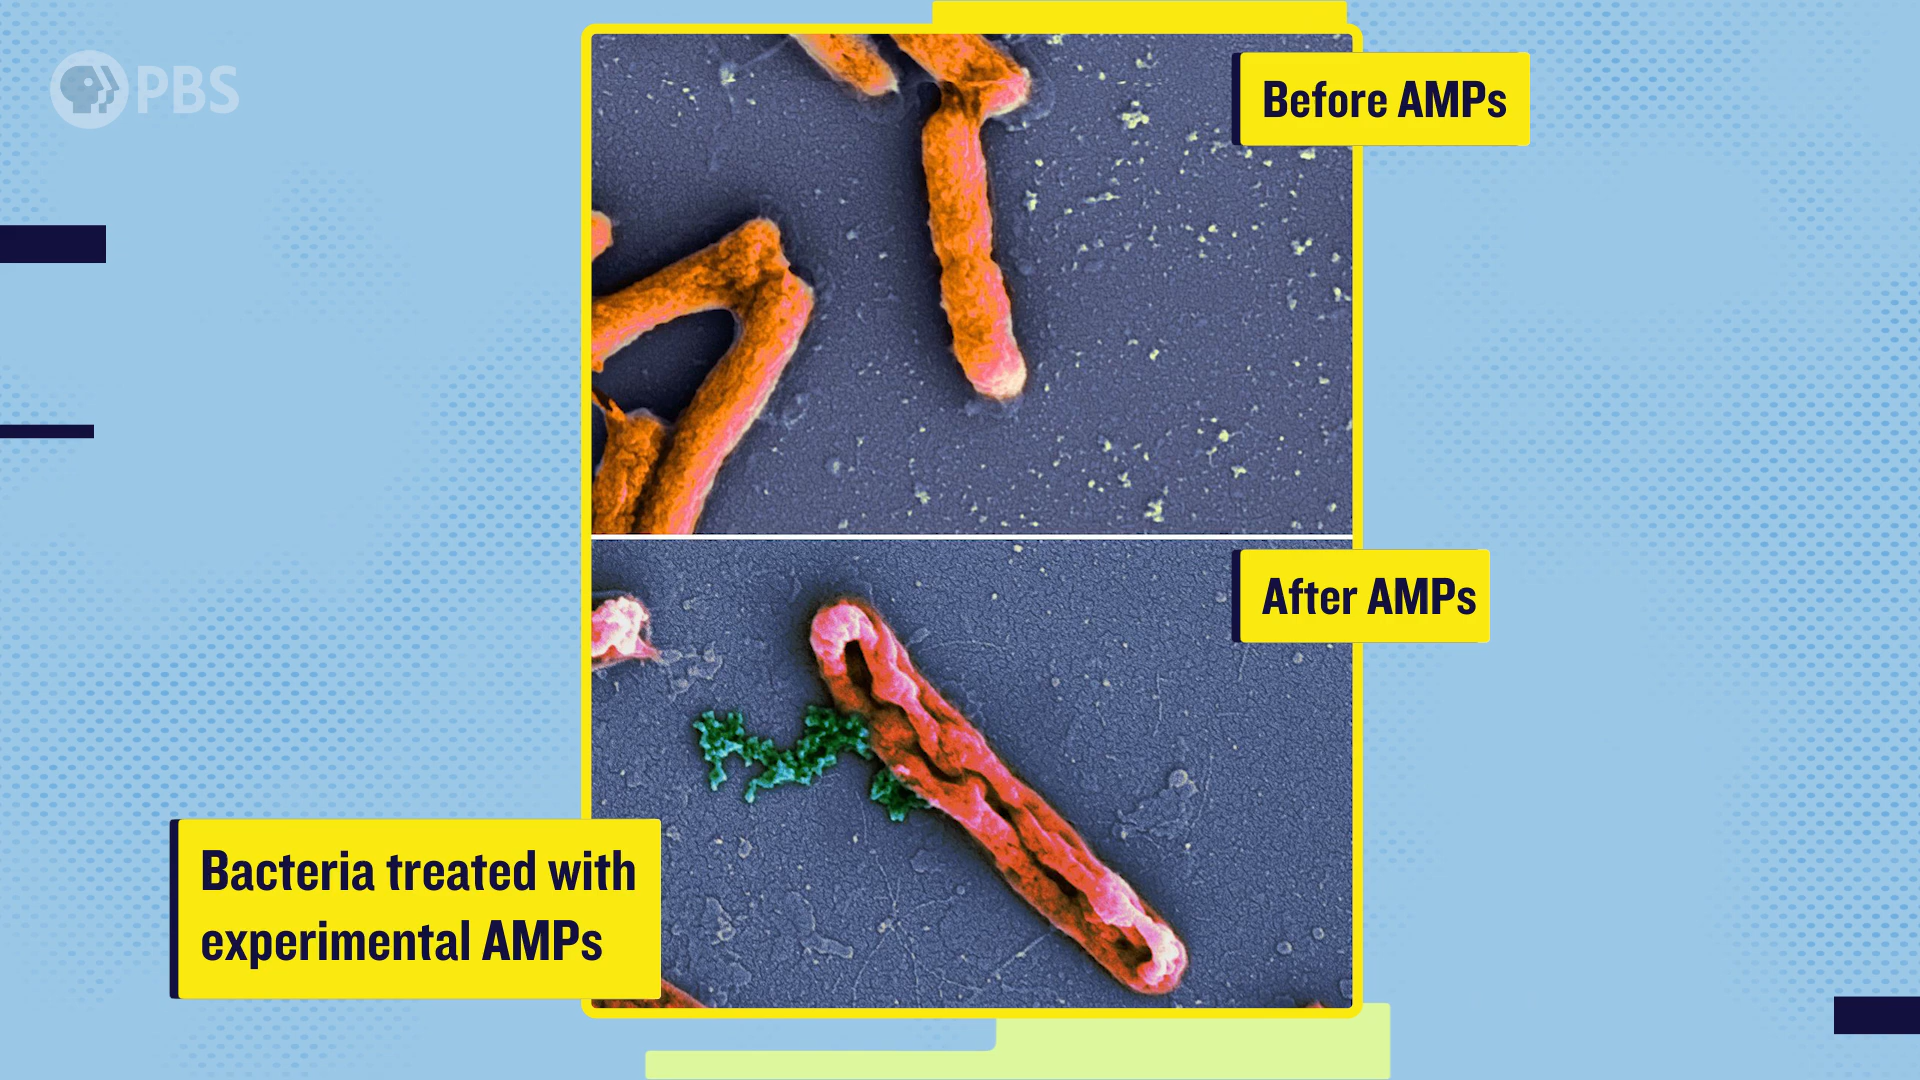 PBS
Before AMPs
After AMPs
Bacteria treated with
experimental AMPs